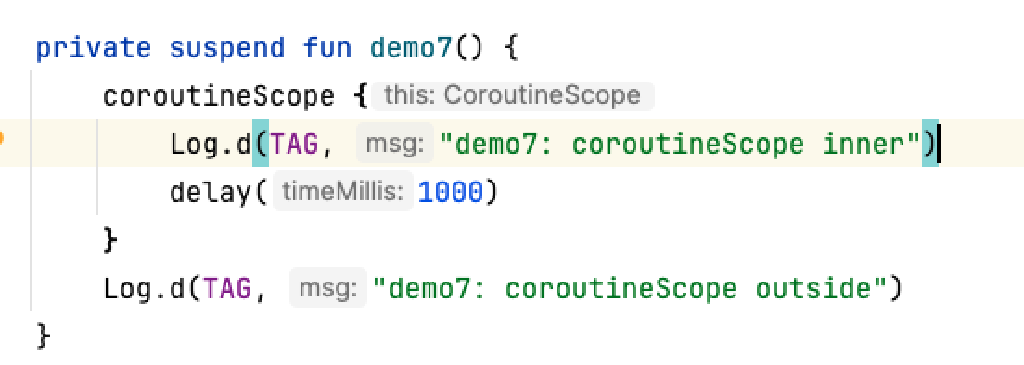 private suspend fun demo7() {
coroutineScope { this: CoroutineScope
Log.d(TAG, msg: "demo7: coroutineScope inner")
delay( timeMillis: 1000)
}
Log.d(TAG, msg: "demo7: coroutineScope outside")
}